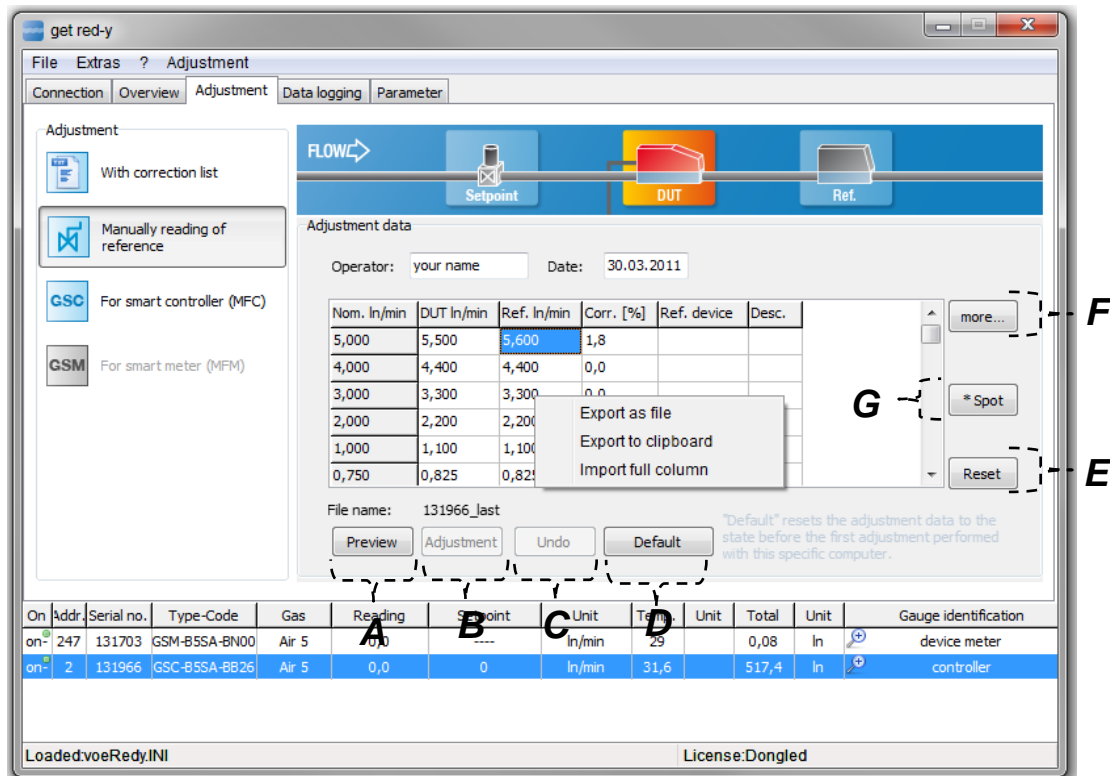 get red-y
File Extras ? Adjustment
Connection Overview Adjustment Data logging Parameter
Adjustment
With correction list
Manually reading of
reference
GSC For smart controller (MFC)
GSM For smart meter (MFM)
FLOW
Setpoint DUT Ref.
Adjustment data
Operator: your name Date: 30.03.2011
Nom. ln/min DUT ln/min Ref. ln/min Corr. [%] Ref. device Desc.
5,000 5,500 5,600 1,8
4,000 4,400 4,400 0,0
3,000 3,300 3,300 0,0
2,000 2,200 2,200
1,000 1,100 1,100
0,750 0,825 0,825
Export as file
Export to clipboard
Import full column
more... F
G * Spot
Reset E
File name: 131966_last
Preview Adjustment Undo Default
"Default" resets the adjustment data to the
state before the first adjustment performed
with this specific computer.
A B C D
On Addr. Serial no. Type-Code Gas Reading Setpoint Unit Temp. Unit Total Unit Gauge identification
on- 247 131703 GSM-B5SA-BN00 Air 5 0,0 ---- ln/min 29 0,08 ln device meter
on- 2 131966 GSC-B5SA-BB26 Air 5 0,0 0 ln/min 31,6 517,4 ln controller
Loaded:voeRedy.INI License:Dongled